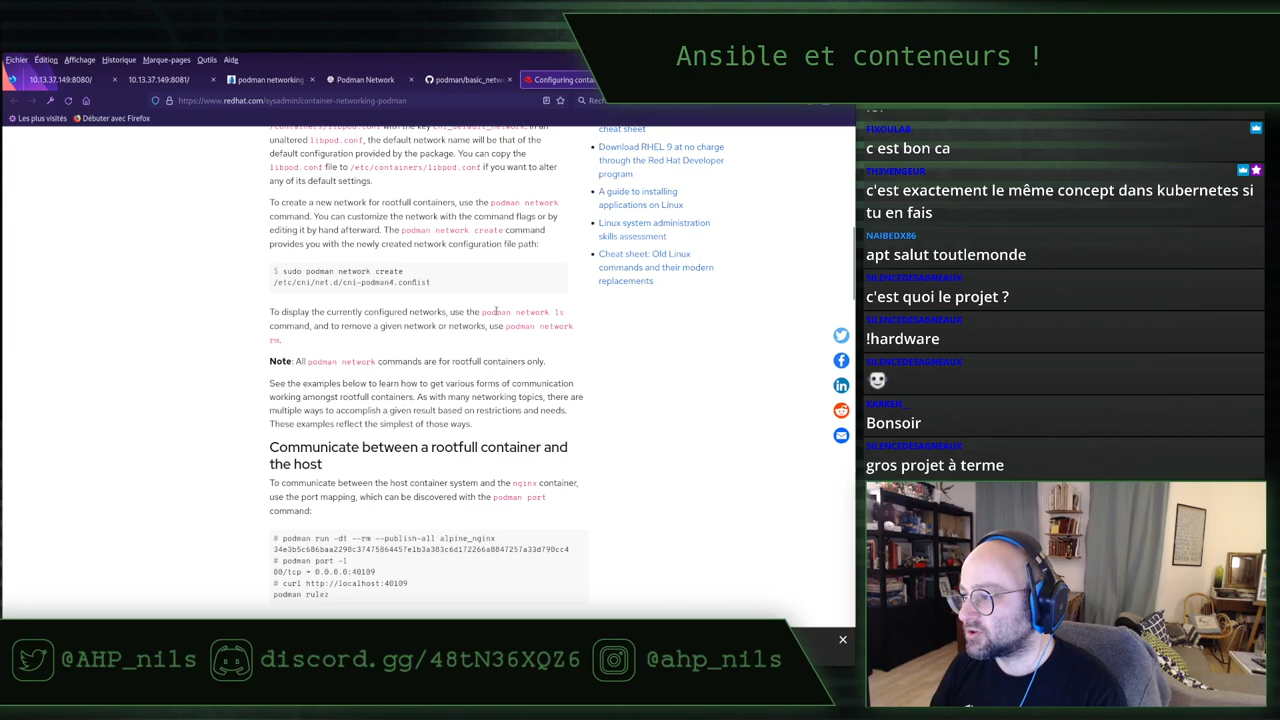 Ansible et conteneurs !
Fichier Édition Affichage Historique Marque-pages Outils Aide
10.13.37.149:8080/ 10.13.37.149:8081/ podman networking Podman Network podman/basic_netw Configuring conta
https://www.redhat.com/sysadmin/container-networking-podman
Les plus visités Débuter avec Firefox
unaltered libpod.conf, the default network name will be that of the
default configuration provided by the package. You can copy the
libpod.conf file to /etc/containers/libpod.conf if you want to alter
any of its default settings.
To create a new network for rootfull containers, use the podman network
command. You can customize the network with the command flags or by
editing it by hand afterward. The podman network create command
provides you with the newly created network configuration file path:
$ sudo podman network create
/etc/cni/net.d/cni-podman4.conflist
To display the currently configured networks, use the podman network ls
command, and to remove a given network or networks, use podman network
rm.
Note: All podman network commands are for rootfull containers only.
See the examples below to learn how to get various forms of communication
working amongst rootfull containers. As with many networking topics, there are
multiple ways to accomplish a given result based on restrictions and needs.
These examples reflect the simplest of those ways.
Communicate between a rootfull container and
the host
To communicate between the host container system and the nginx container,
use the port mapping, which can be discovered with the podman port
command:
# podman run -dt --rm --publish-all alpine_nginx
# podman port -l
80/tcp -> 0.0.0.0:40109
# curl http://localhost:40109
podman rulez
cheat sheet
Download RHEL 9 at no charge
through the Red Hat Developer
program
A guide to installing
applications on Linux
Linux system administration
skills assessment
Cheat sheet: Old Linux
commands and their modern
replacements
FIXOULAB_
c est bon ca
TH3VENGEUR
c'est exactement le même concept dans kubernetes si
tu en fais
NAIBEDX86
apt salut toutlemonde
SILENCEDESAGNEAUX
c'est quoi le projet ?
SILENCEDESAGNEAUX
!hardware
SILENCEDESAGNEAUX
KARKEN__
Bonsoir
SILENCEDESAGNEAUX
gros projet à terme
@AHP_nils discord.gg/48tN36XQZ6 @ahp_nils